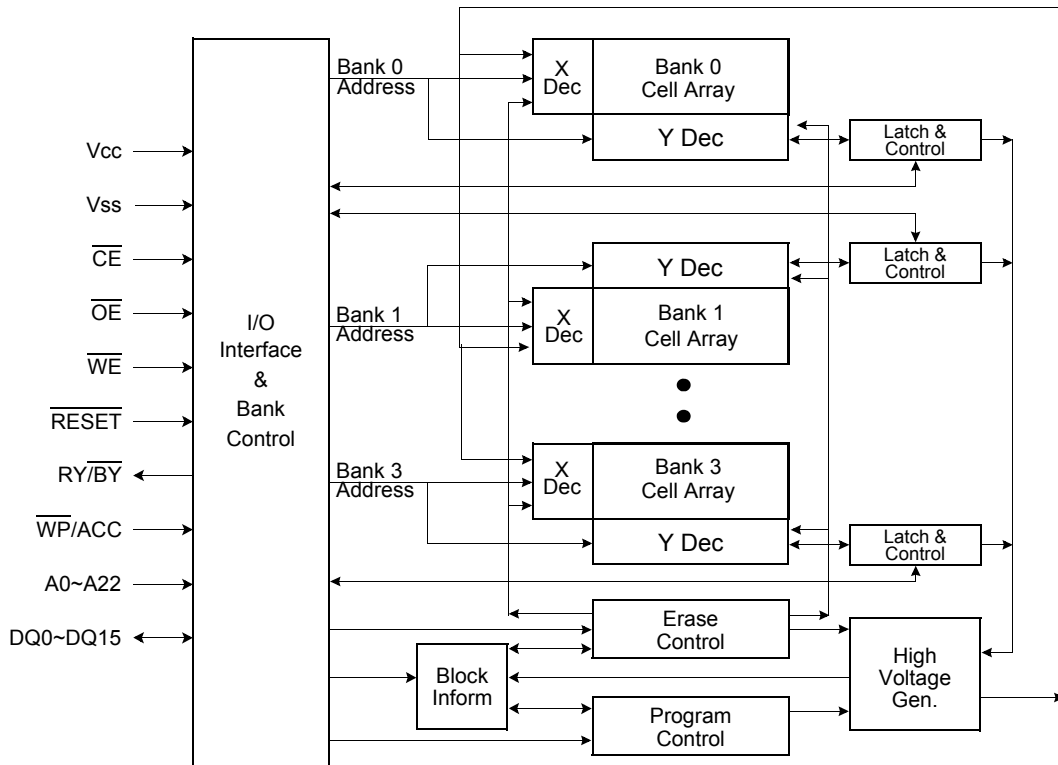 Vcc
Vss
CE
OE
WE
RESET
RY/BY
WP/ACC
A0~A22
DQ0~DQ15
I/O
Interface
&
Bank
Control
Bank 0
Address
X
Dec
Bank 0
Cell Array
Y Dec
Latch &
Control
Latch &
Control
Y Dec
Bank 1
Address
X
Dec
Bank 1
Cell Array
Bank 3
Address
X
Dec
Bank 3
Cell Array
Y Dec
Latch &
Control
Erase
Control
Block
Inform
High
Voltage
Gen.
Program
Control